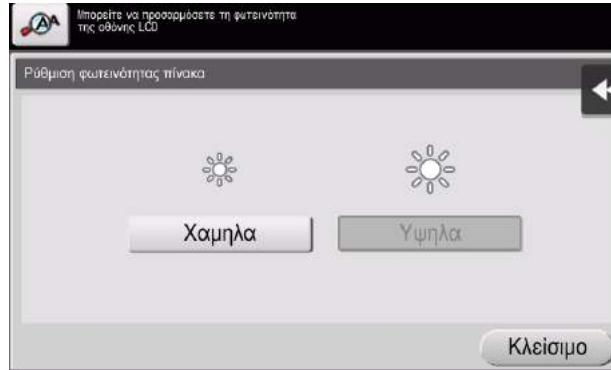 Μπορείτε να προσαρμόσετε τη φωτεινότητα
της οθόνης LCD
Ρύθμιση φωτεινότητας πίνακα
Χαμηλα
Υψηλα
Κλείσιμο